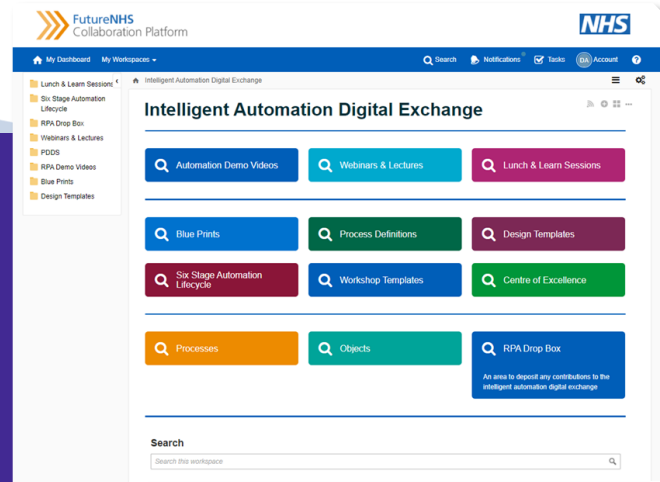 FutureNHS
Collaboration Platform
NHS
My Dashboard
My Workspaces
Search
Notifications
Tasks
DA
Account
?
Lunch & Learn Sessions
Six Stage Automation
Lifecycle
RPA Drop Box
Webinars & Lectures
PDDS
RPA Demo Videos
Blue Prints
Design Templates
Intelligent Automation Digital Exchange
Intelligent Automation Digital Exchange
Automation Demo Videos
Webinars & Lectures
Lunch & Learn Sessions
Blue Prints
Process Definitions
Design Templates
Six Stage Automation
Lifecycle
Workshop Templates
Centre of Excellence
Processes
Objects
RPA Drop Box
An area to deposit any contributions to the
intelligent automation digital exchange
Search
Search this workspace